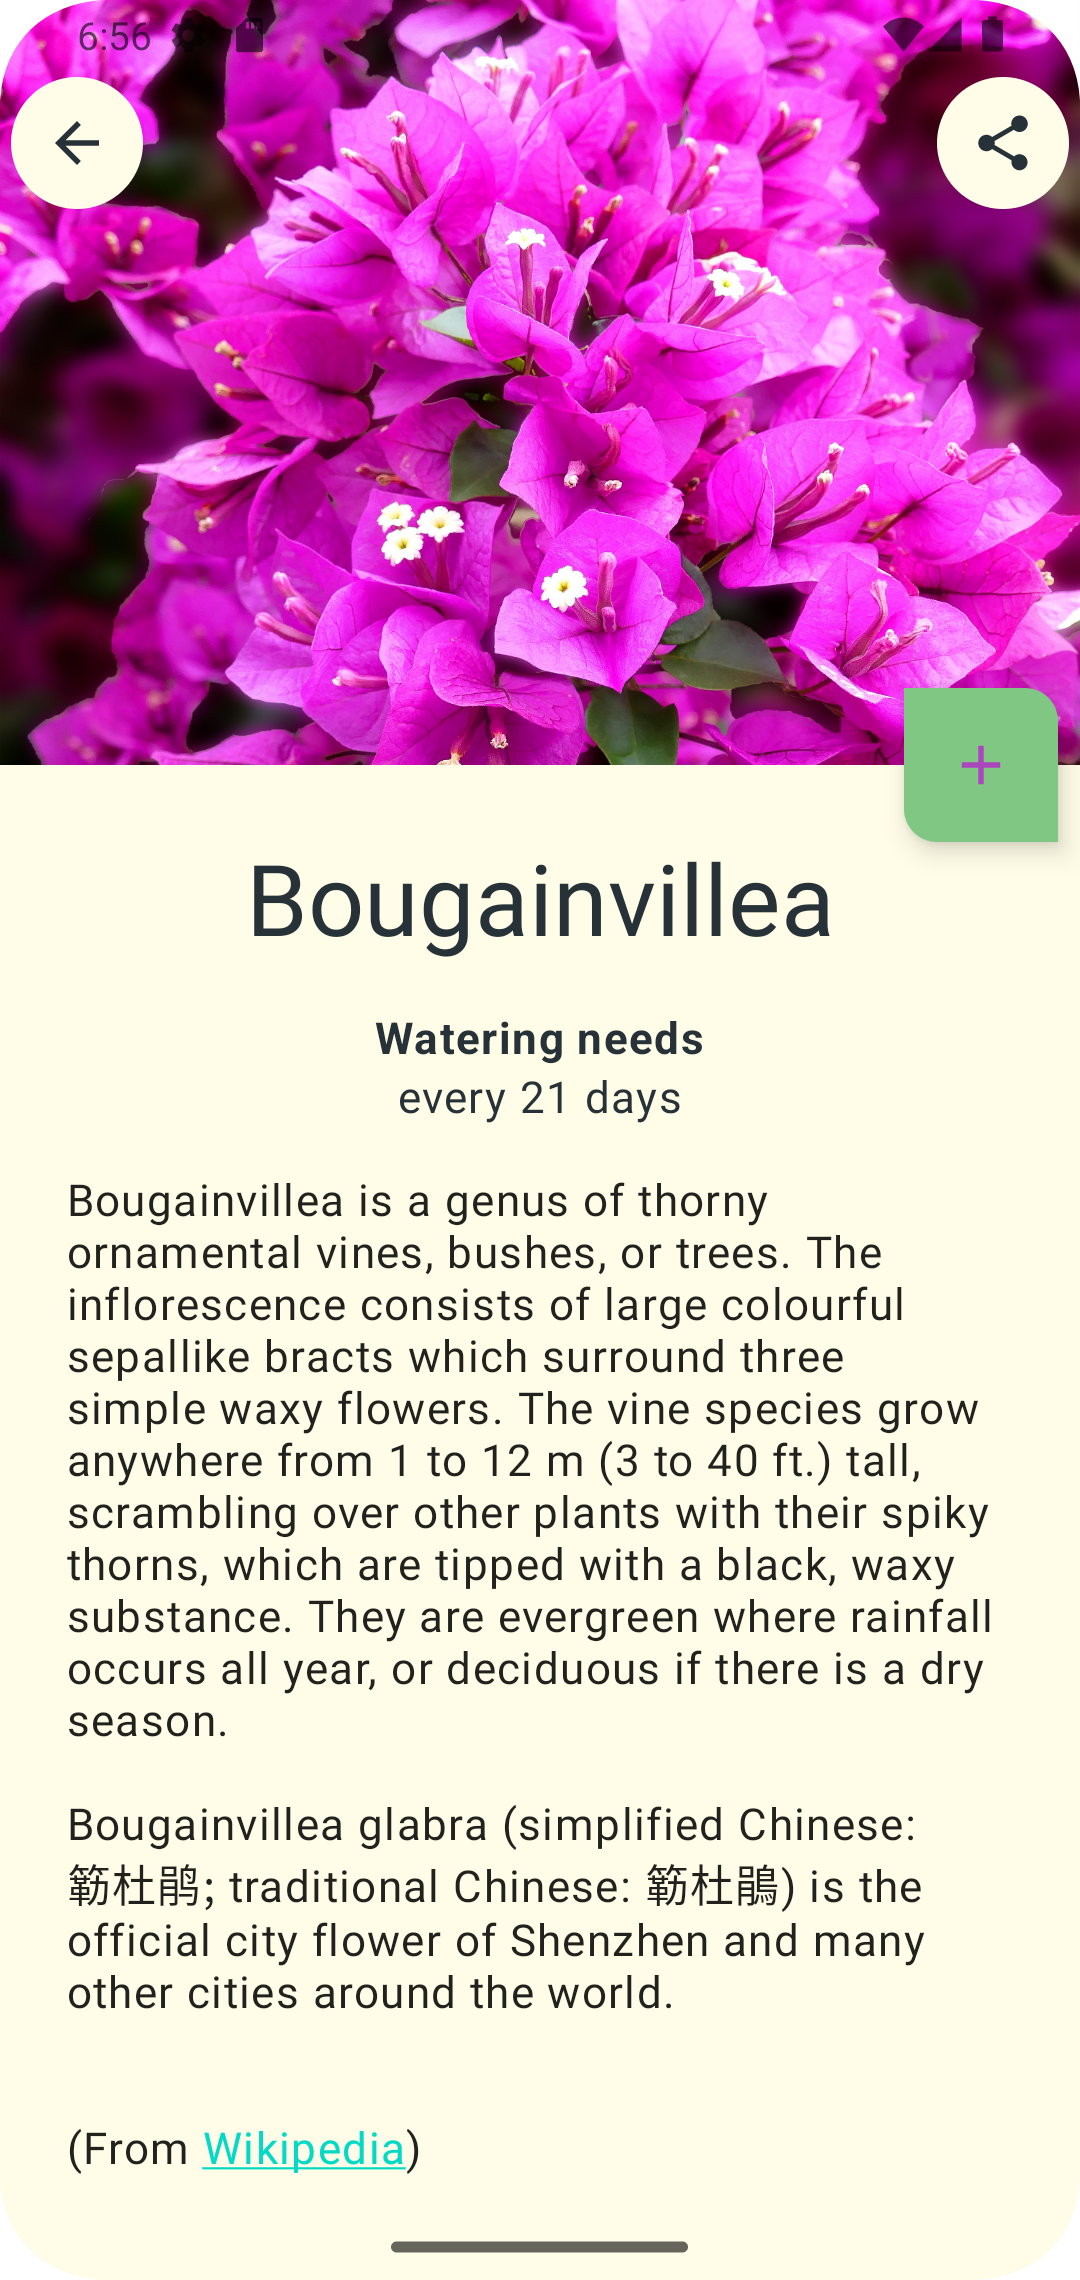 6:56
Bougainvillea
Watering needs
every 21 days
Bougainvillea is a genus of thorny
ornamental vines, bushes, or trees. The
inflorescence consists of large colourful
sepallike bracts which surround three
simple waxy flowers. The vine species grow
anywhere from 1 to 12 m (3 to 40 ft.) tall,
scrambling over other plants with their spiky
thorns, which are tipped with a black, waxy
substance. They are evergreen where rainfall
occurs all year, or deciduous if there is a dry
season.
Bougainvillea glabra (simplified Chinese:
簕杜鹃; traditional Chinese: 簕杜鵑) is the
official city flower of Shenzhen and many
other cities around the world.
(From Wikipedia)